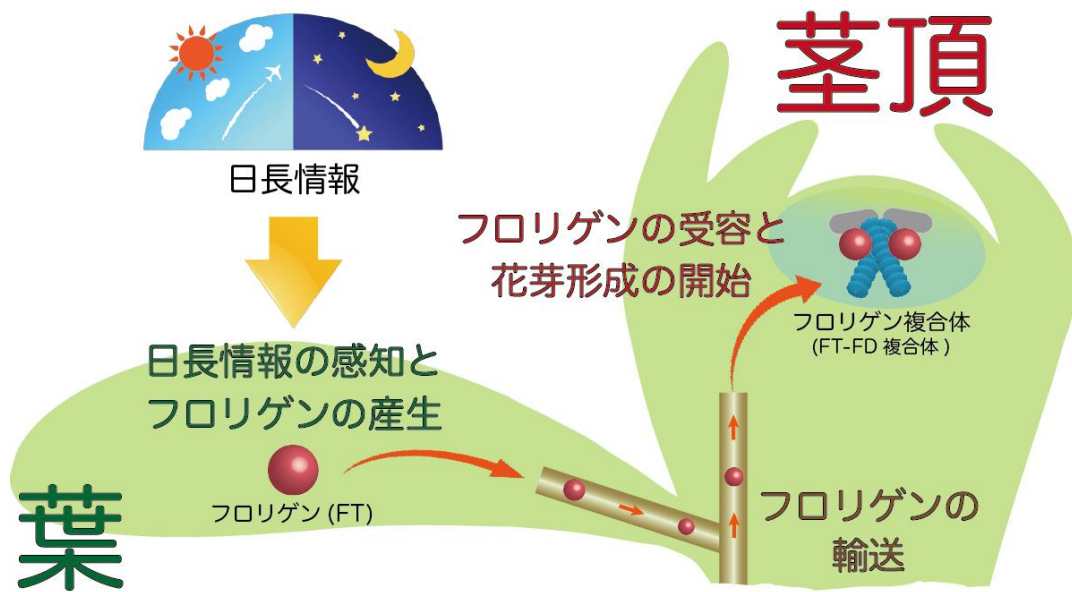 茎頂
日長情報
フロリゲンの受容と
花芽形成の開始
フロリゲン複合体
(FT-FD 複合体)
日長情報の感知と
フロリゲンの産生
フロリゲン(FT)
葉
フロリゲンの
輸送